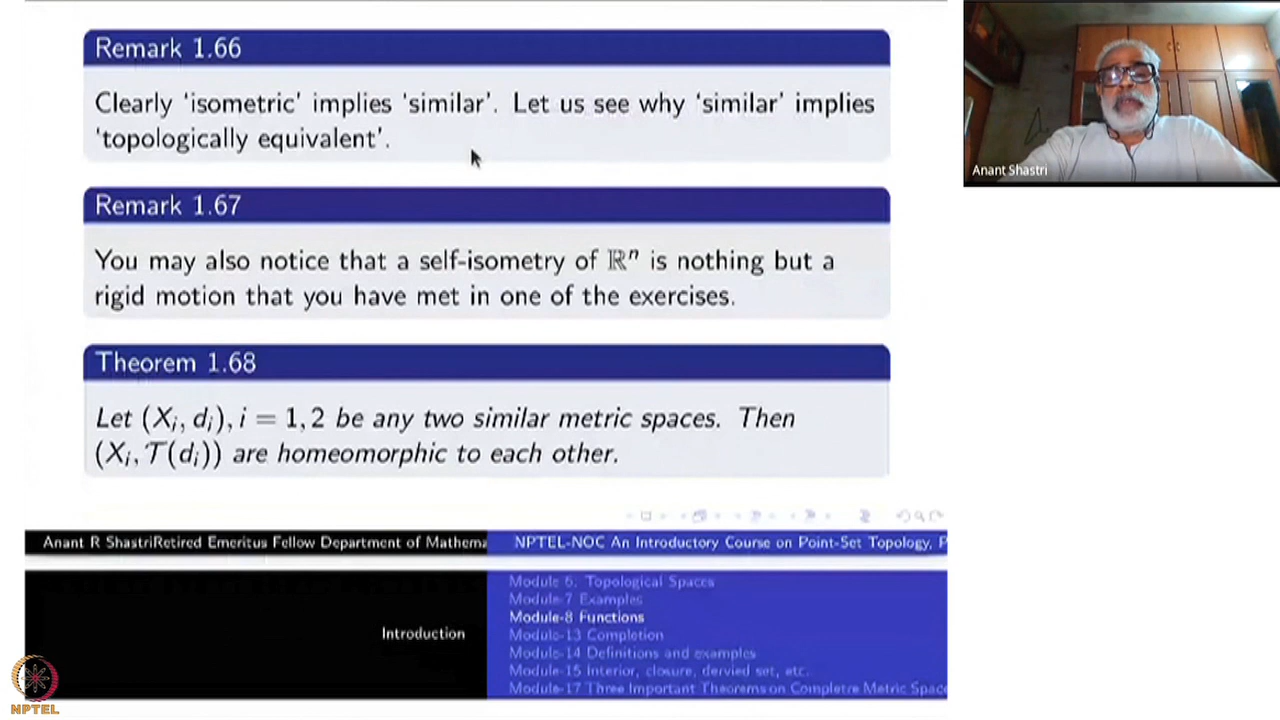 Remark 1.66
Clearly ‘isometric’ implies ‘similar’. Let us see why ‘similar’ implies
‘topologically equivalent’.
Remark 1.67
You may also notice that a self-isometry of ℝⁿ is nothing but a
rigid motion that you have met in one of the exercises.
Theorem 1.68
Let (Xᵢ, dᵢ), i = 1, 2 be any two similar metric spaces. Then
(Xᵢ, 𝒯(dᵢ)) are homeomorphic to each other.
Anant R ShastriRetired Emeritus Fellow Department of Mathema
NPTEL-NOC An Introductory Course on Point-Set Topology, P
Introduction
Module 6. Topological Spaces
Module-7 Examples
Module-8 Functions
Module-13 Completion
Module-14 Definitions and examples
Module-15 Interior, closure, dervied set, etc.
Module-17 Three Important Theorems on Completre Metric Space
Anant Shastri
NPTEL